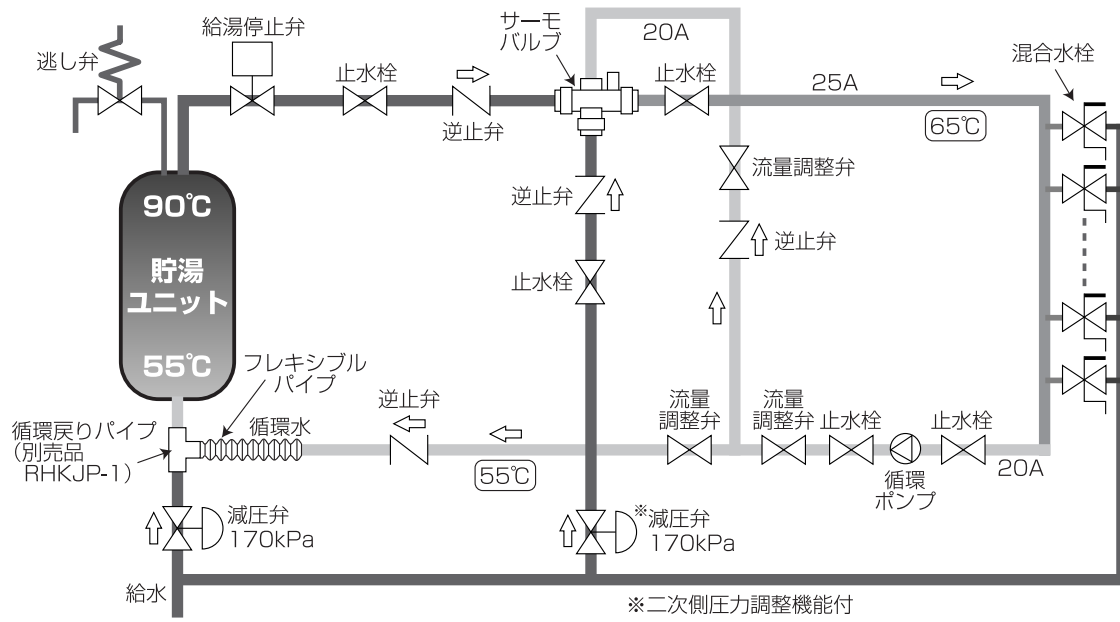 逃し弁
給湯停止弁
止水栓
逆止弁
サーモ
バルブ
20A
止水栓
25A
65℃
混合水栓
90℃
貯湯
ユニット
55℃
逆止弁
止水栓
流量調整弁
逆止弁
フレキシブル
パイプ
循環水
循環戻りパイプ
(別売品
RHKJP-1)
逆止弁
55℃
流量
調整弁
流量
調整弁
止水栓
循環
ポンプ
止水栓
20A
減圧弁
170kPa
※減圧弁
170kPa
給水
※二次側圧力調整機能付